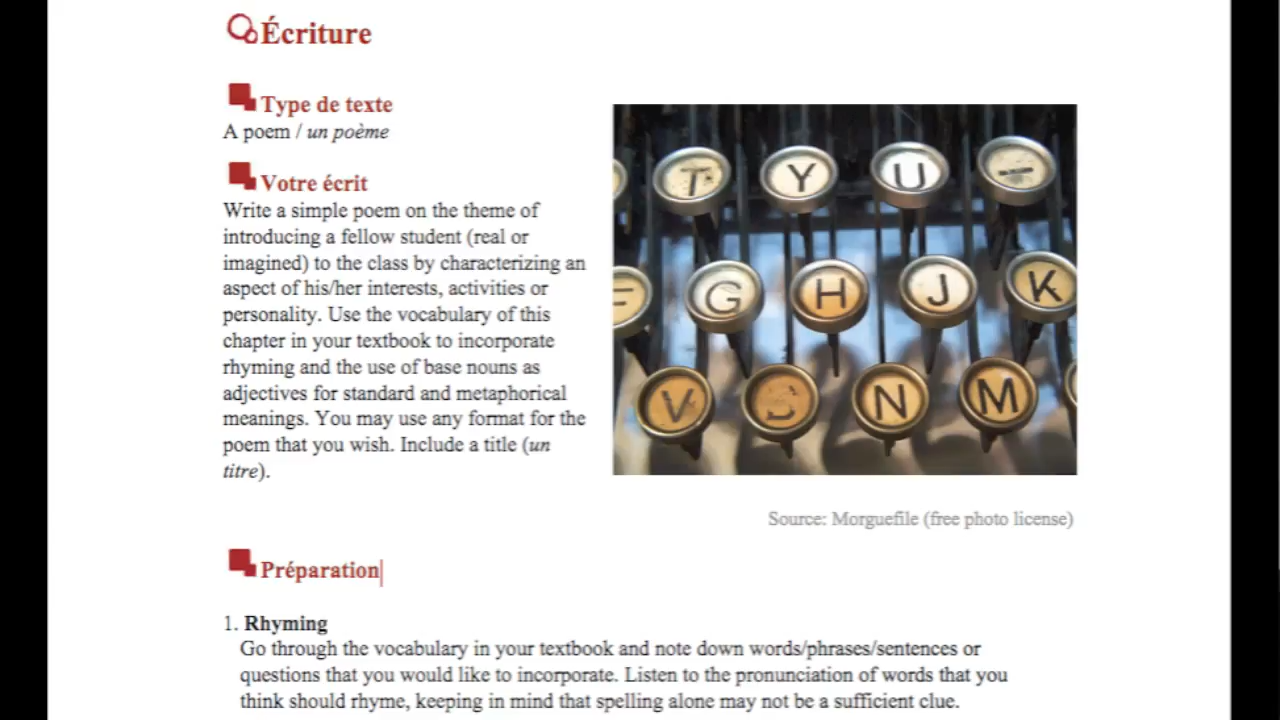 Écriture
Type de texte
A poem / un poème
Votre écrit
Write a simple poem on the theme of
introducing a fellow student (real or
imagined) to the class by characterizing an
aspect of his/her interests, activities or
personality. Use the vocabulary of this
chapter in your textbook to incorporate
rhyming and the use of base nouns as
adjectives for standard and metaphorical
meanings. You may use any format for the
poem that you wish. Include a title (un
titre).
T Y U -
F G H J K
V S N M
Source: Morguefile (free photo license)
Préparation
1. Rhyming
Go through the vocabulary in your textbook and note down words/phrases/sentences or
questions that you would like to incorporate. Listen to the pronunciation of words that you
think should rhyme, keeping in mind that spelling alone may not be a sufficient clue.